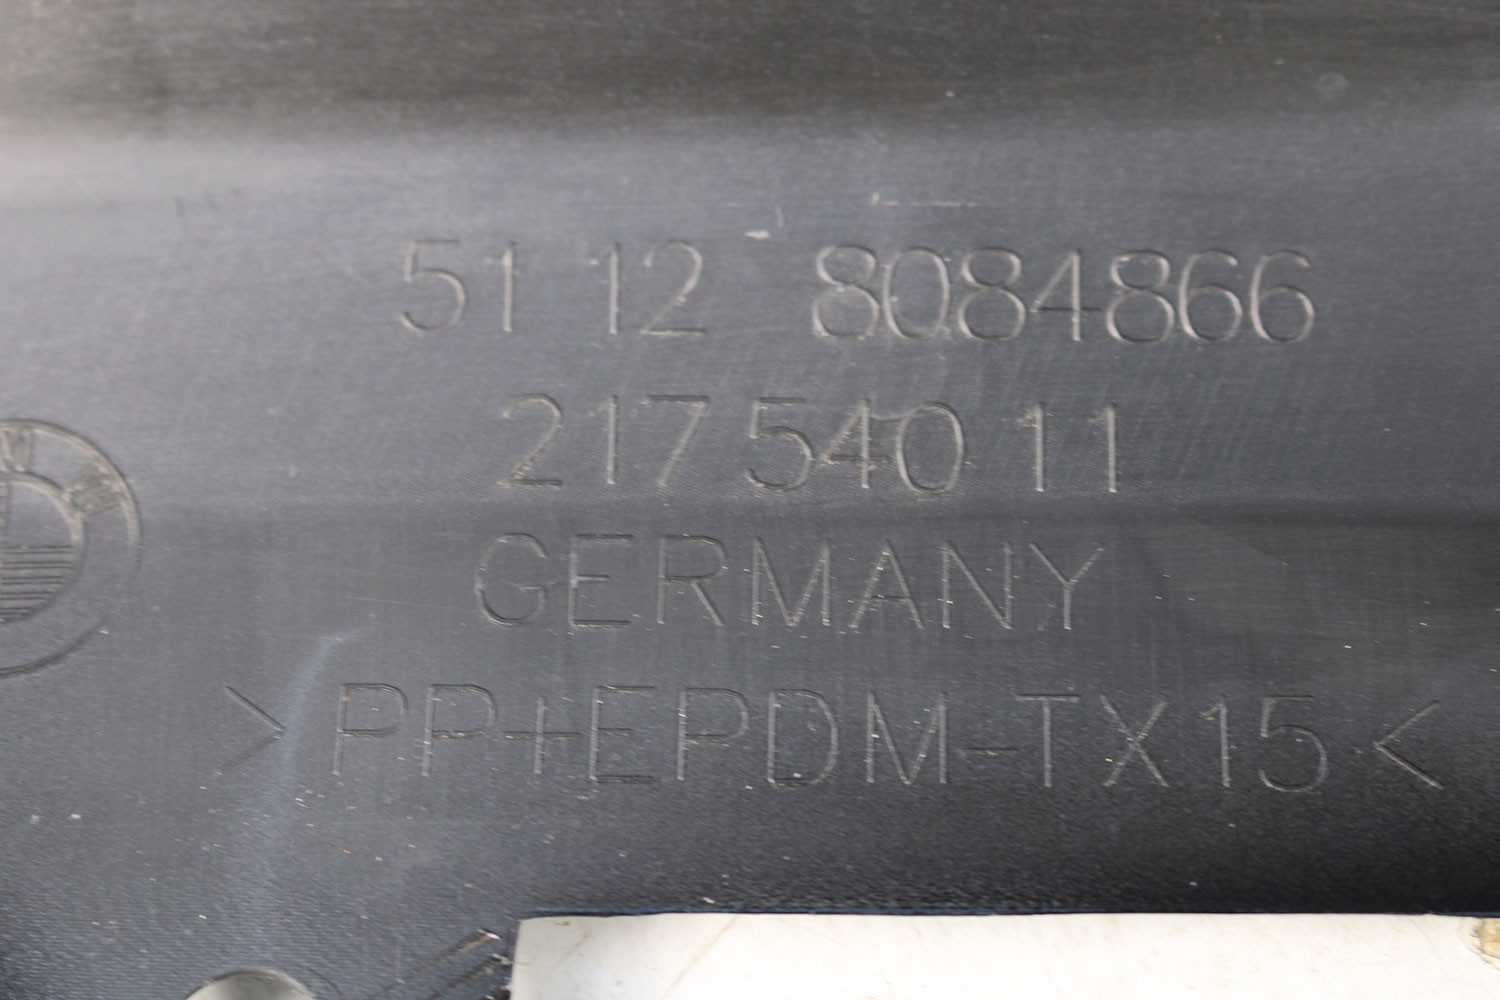 51 12 8084866
217 540 11
GERMANY
>PP+EPDM-TX15<